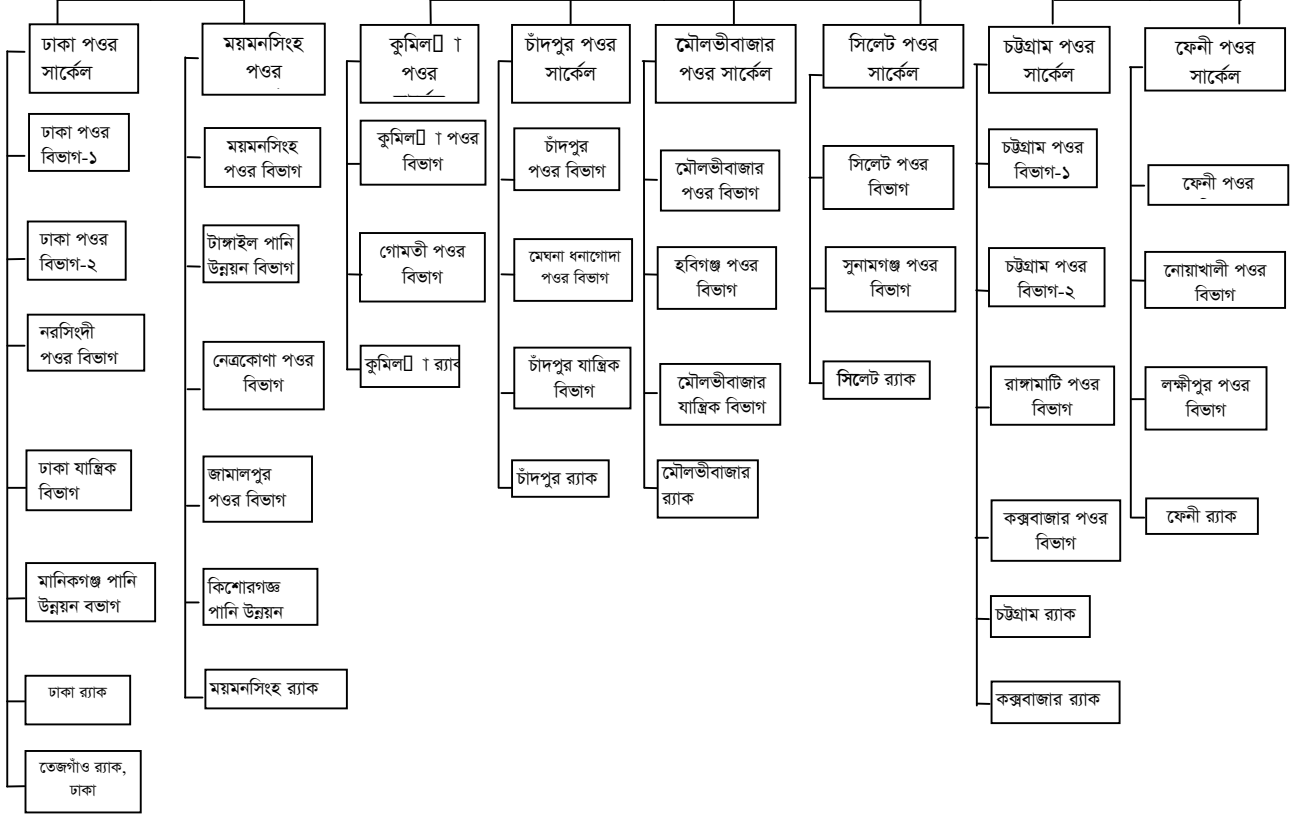 ঢাকা পওর
সার্কেল
ঢাকা পওর
বিভাগ-১
ঢাকা পওর
বিভাগ-২
নরসিংদী
পওর বিভাগ
ঢাকা যান্ত্রিক
বিভাগ
মানিকগঞ্জ পানি
উন্নয়ন বভাগ
ঢাকা র‍্যাক
তেজগাঁও র‍্যাক,
ঢাকা
ময়মনসিংহ
পওর
ময়মনসিংহ
পওর বিভাগ
টাঙ্গাইল পানি
উন্নয়ন বিভাগ
নেত্রকোণা পওর
বিভাগ
জামালপুর
পওর বিভাগ
কিশোরগজ্ঞ
পানি উন্নয়ন
ময়মনসিংহ র‍্যাক
কুমিল▯ া
পওর
কুমিল▯ া পওর
বিভাগ
গোমতী পওর
বিভাগ
কুমিল▯ া র‍্যাক
চাঁদপুর পওর
সার্কেল
চাঁদপুর
পওর বিভাগ
মেঘনা ধনাগোদা
পওর বিভাগ
চাঁদপুর যান্ত্রিক
বিভাগ
চাঁদপুর র‍্যাক
মৌলভীবাজার
পওর সার্কেল
মৌলভীবাজার
পওর বিভাগ
হবিগঞ্জ পওর
বিভাগ
মৌলভীবাজার
যান্ত্রিক বিভাগ
মৌলভীবাজার
র‍্যাক
সিলেট পওর
সার্কেল
সিলেট পওর
বিভাগ
সুনামগঞ্জ পওর
বিভাগ
সিলেট র‍্যাক
চট্টগ্রাম পওর
সার্কেল
চট্টগ্রাম পওর
বিভাগ-১
চট্টগ্রাম পওর
বিভাগ-২
রাঙ্গামাটি পওর
বিভাগ
কক্সবাজার পওর
বিভাগ
চট্টগ্রাম র‍্যাক
কক্সবাজার র‍্যাক
ফেনী পওর
সার্কেল
ফেনী পওর
নোয়াখালী পওর
বিভাগ
লক্ষীপুর পওর
বিভাগ
ফেনী র‍্যাক